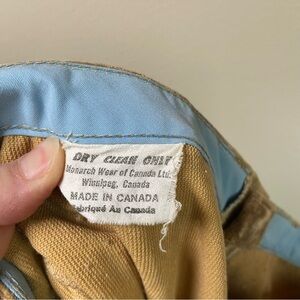 DRY CLEAN ONLY
Monarch Wear of Canada Ltd.
Winnipeg, Canada
MADE IN CANADA
Fabriqué Au Canada